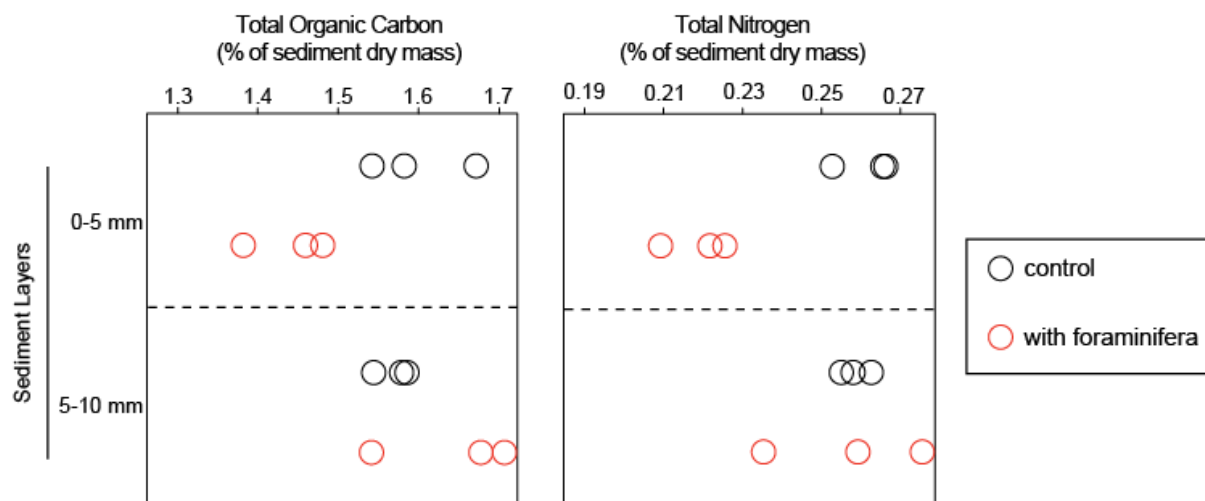 Total Organic Carbon
(% of sediment dry mass)
Total Nitrogen
(% of sediment dry mass)
1.3 1.4 1.5 1.6 1.7
0.19 0.21 0.23 0.25 0.27
Sediment Layers
0-5 mm
5-10 mm
control
with foraminifera